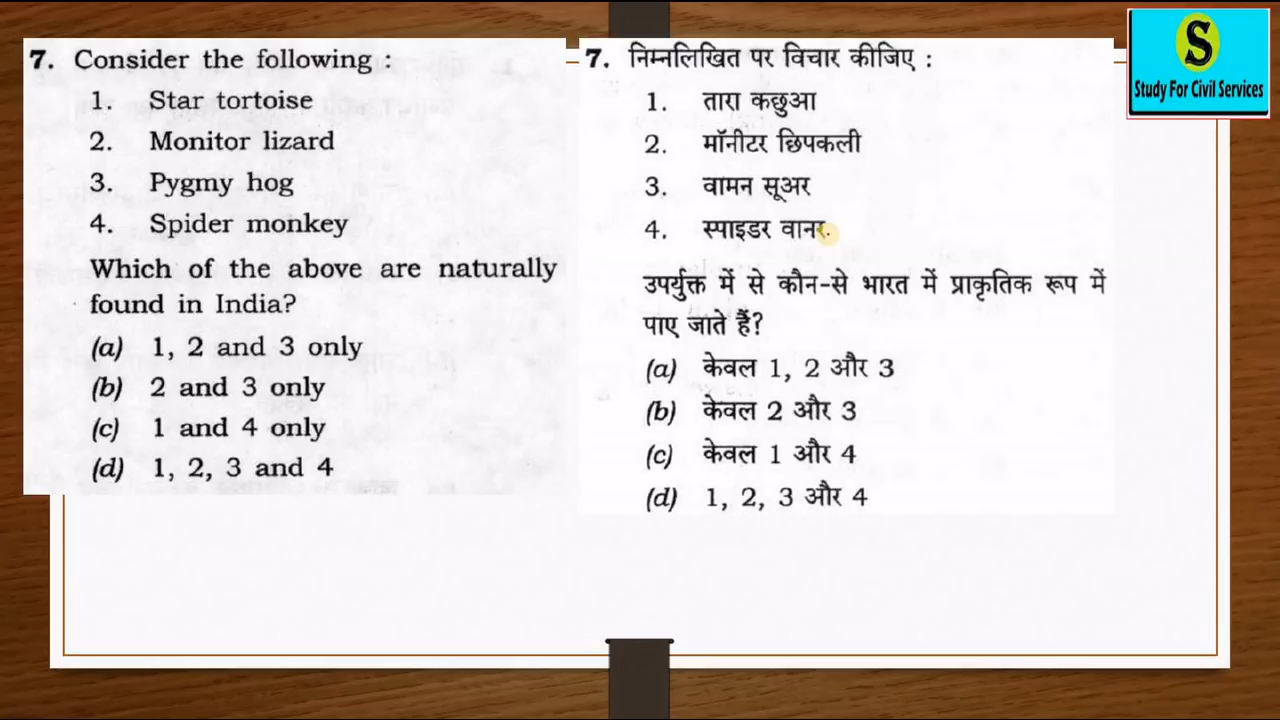 7. Consider the following :
1. Star tortoise
2. Monitor lizard
3. Pygmy hog
4. Spider monkey
Which of the above are naturally
found in India?
(a) 1, 2 and 3 only
(b) 2 and 3 only
(c) 1 and 4 only
(d) 1, 2, 3 and 4
7. निम्नलिखित पर विचार कीजिए :
1. तारा कछुआ
2. मॉनीटर छिपकली
3. वामन सूअर
4. स्पाइडर वानर
उपर्युक्त में से कौन-से भारत में प्राकृतिक रूप में
पाए जाते हैं?
(a) केवल 1, 2 और 3
(b) केवल 2 और 3
(c) केवल 1 और 4
(d) 1, 2, 3 और 4
S
Study For Civil Services